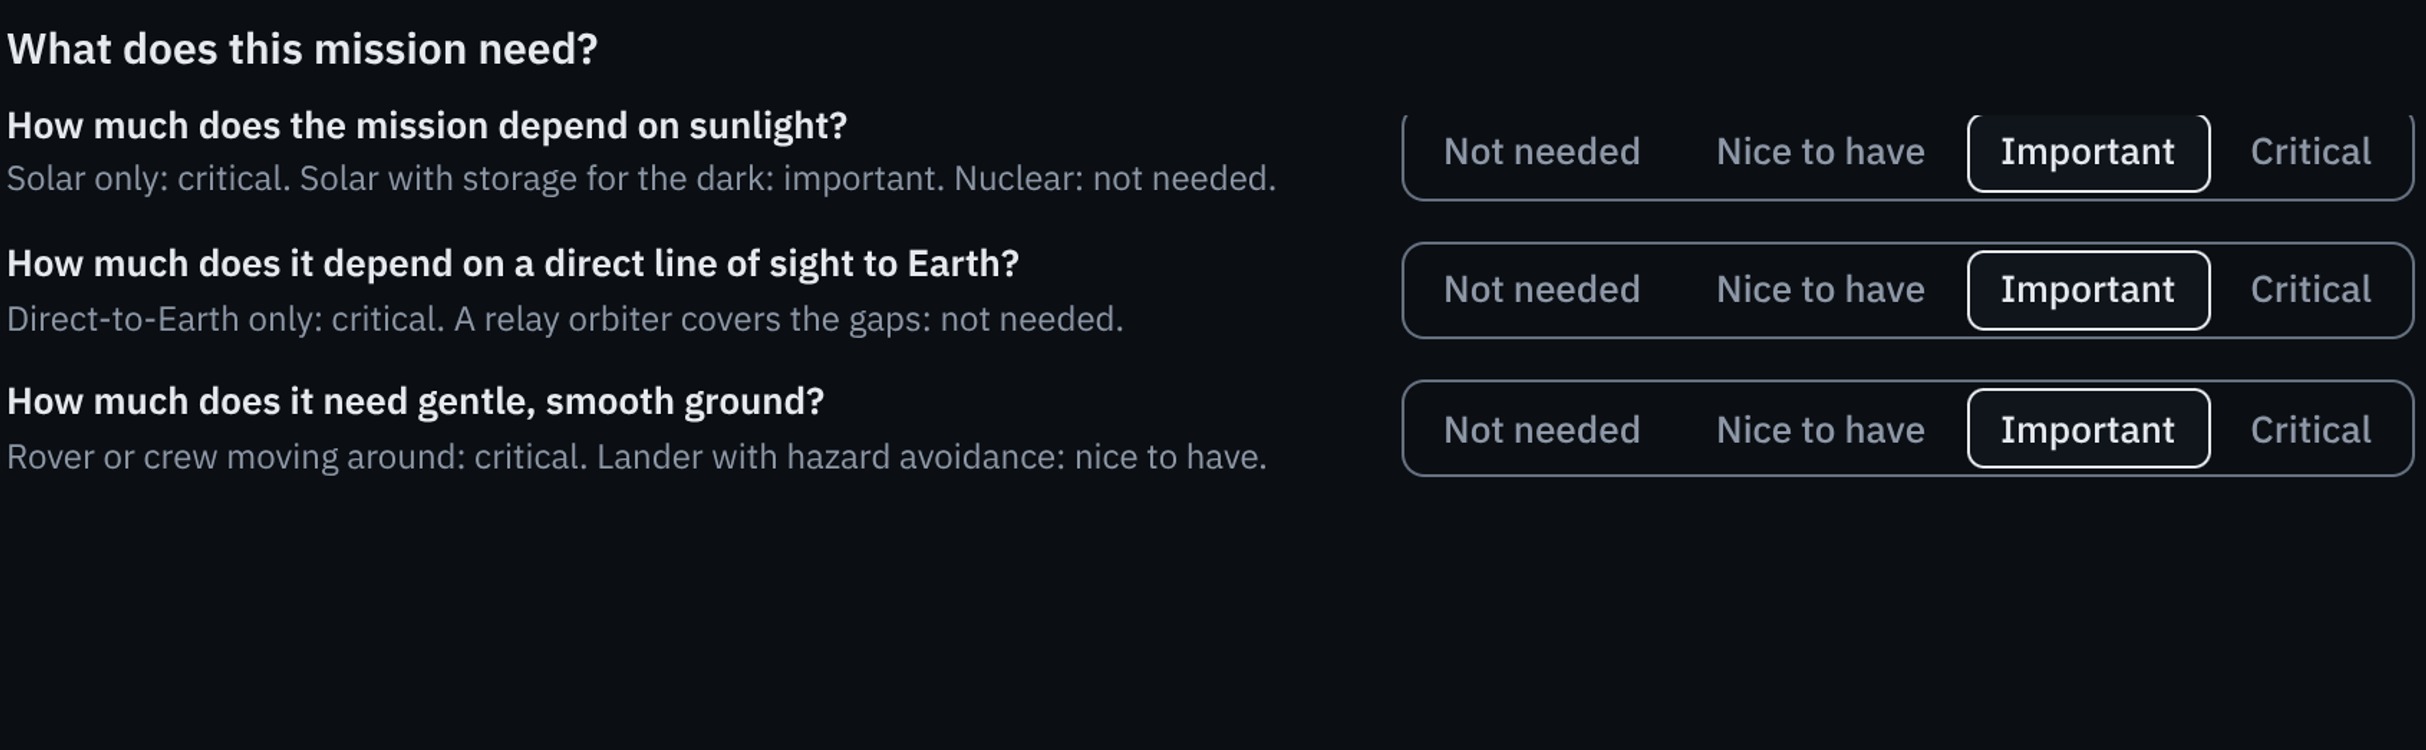 What does this mission need?
How much does the mission depend on sunlight?
Solar only: critical. Solar with storage for the dark: important. Nuclear: not needed.
Not needed Nice to have Important Critical
How much does it depend on a direct line of sight to Earth?
Direct-to-Earth only: critical. A relay orbiter covers the gaps: not needed.
Not needed Nice to have Important Critical
How much does it need gentle, smooth ground?
Rover or crew moving around: critical. Lander with hazard avoidance: nice to have.
Not needed Nice to have Important Critical